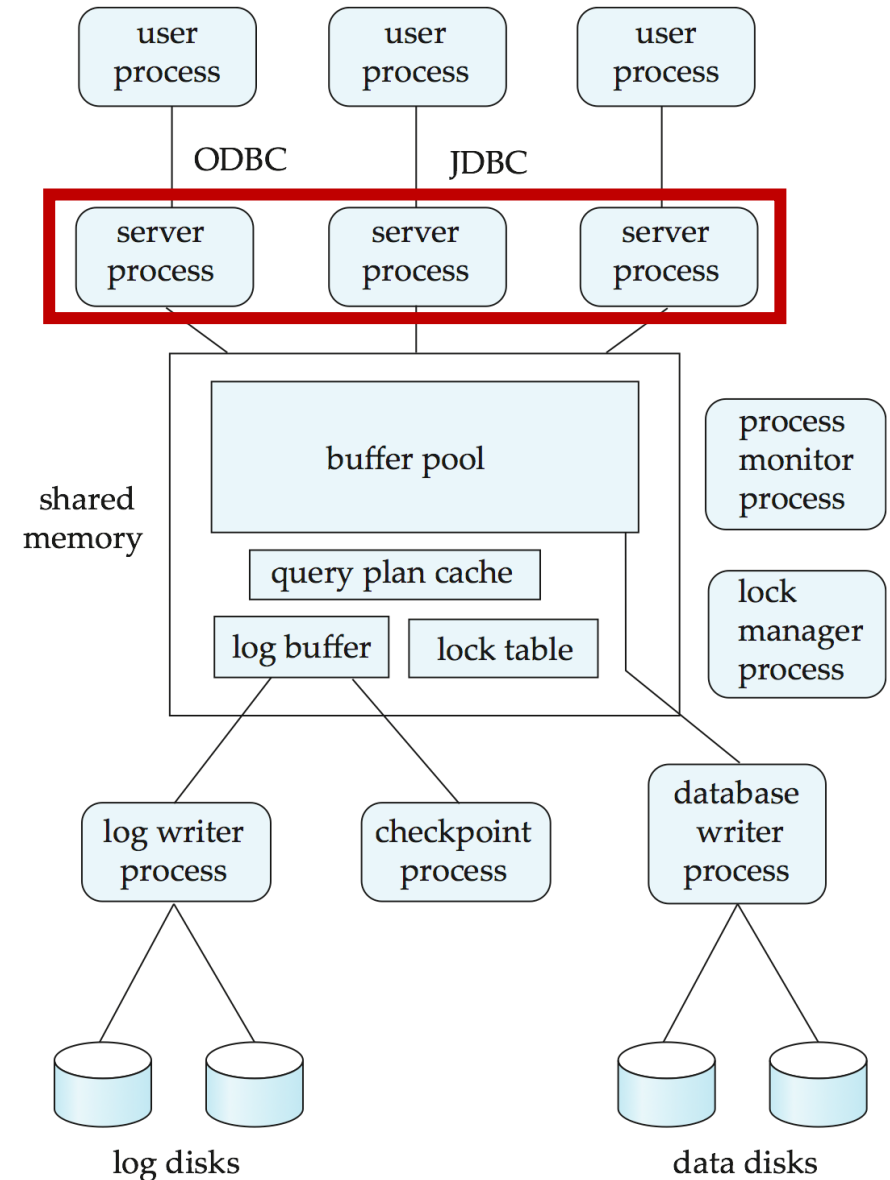 user
process
user
process
user
process
ODBC
JDBC
server
process
server
process
server
process
shared
memory
buffer pool
query plan cache
log buffer
lock table
process
monitor
process
lock
manager
process
log writer
process
checkpoint
process
database
writer
process
log disks
data disks